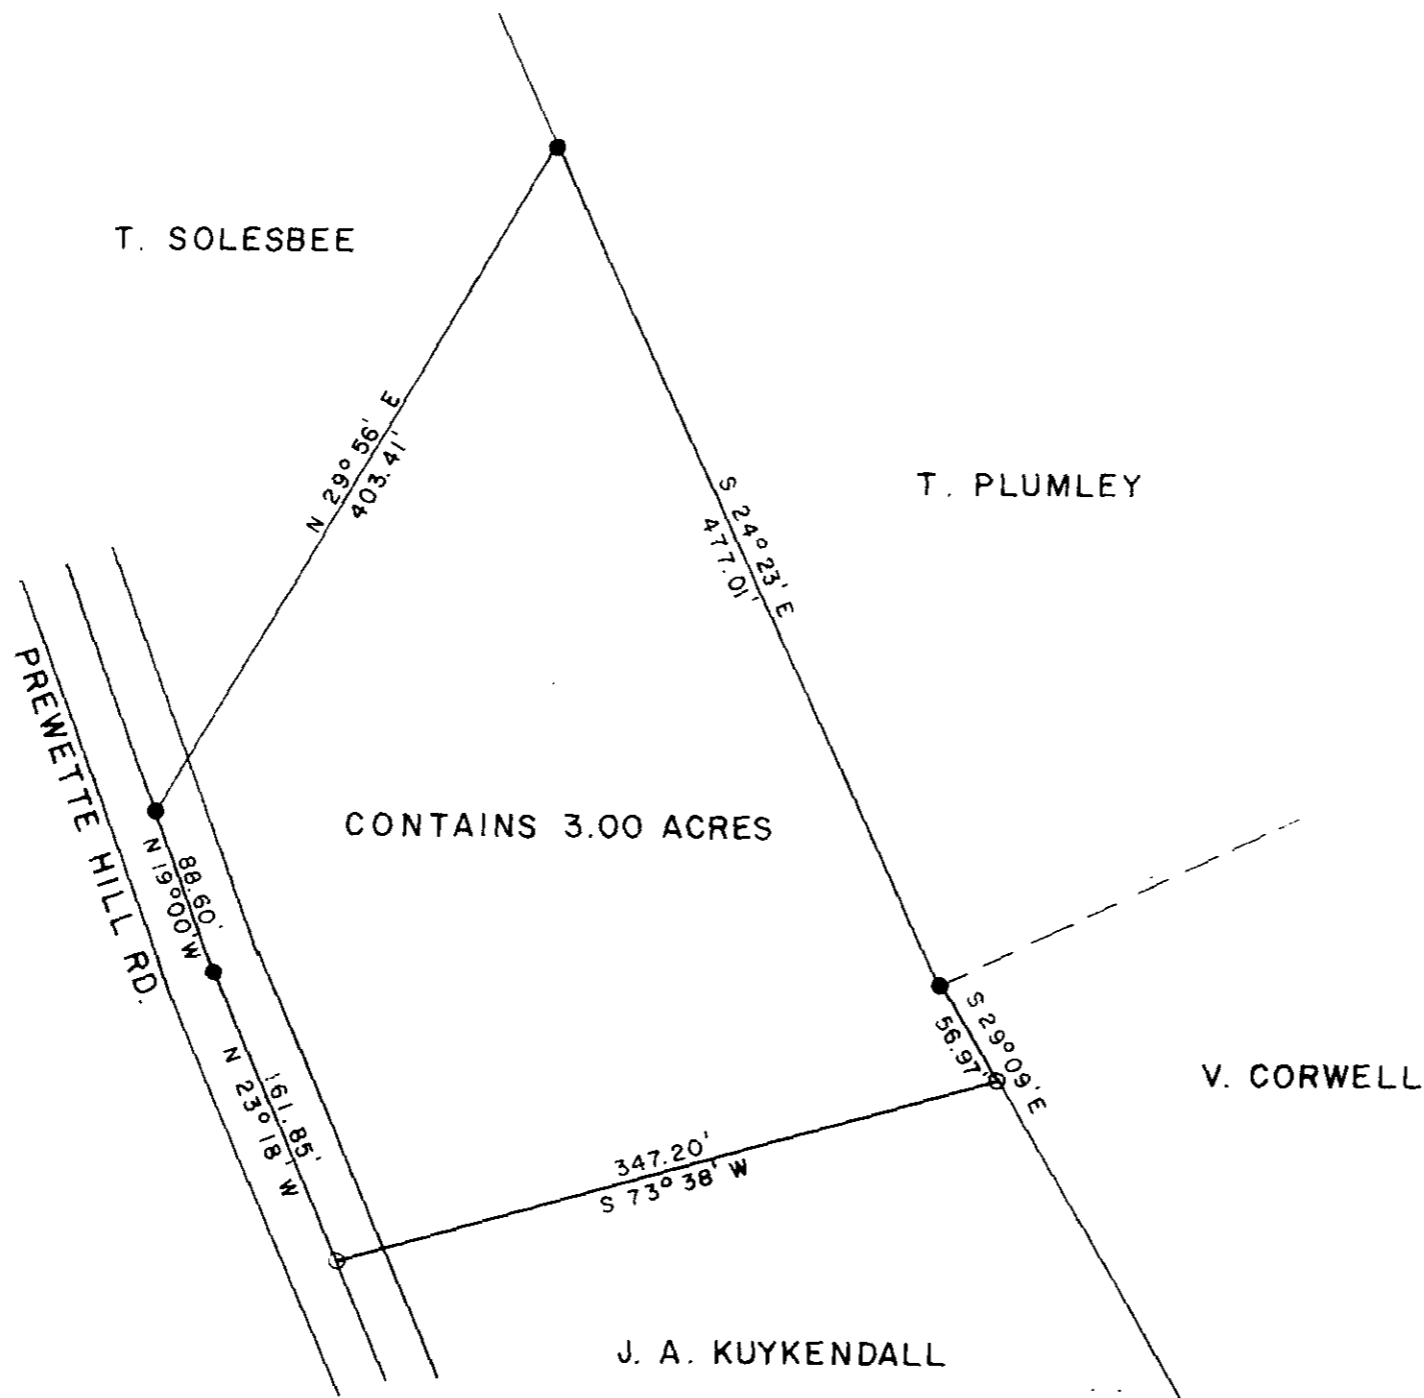 T. SOLESBEE
N 29° 56' E
403.41'
S 24° 23' E
477.01'
T. PLUMLEY
PREWETTE HILL RD.
CONTAINS 3.00 ACRES
88.60'
N 19° 00' W
161.85'
N 23° 18' W
S 29° 09' E
56.97'
V. CORWELL
347.20'
S 73° 38' W
J. A. KUYKENDALL